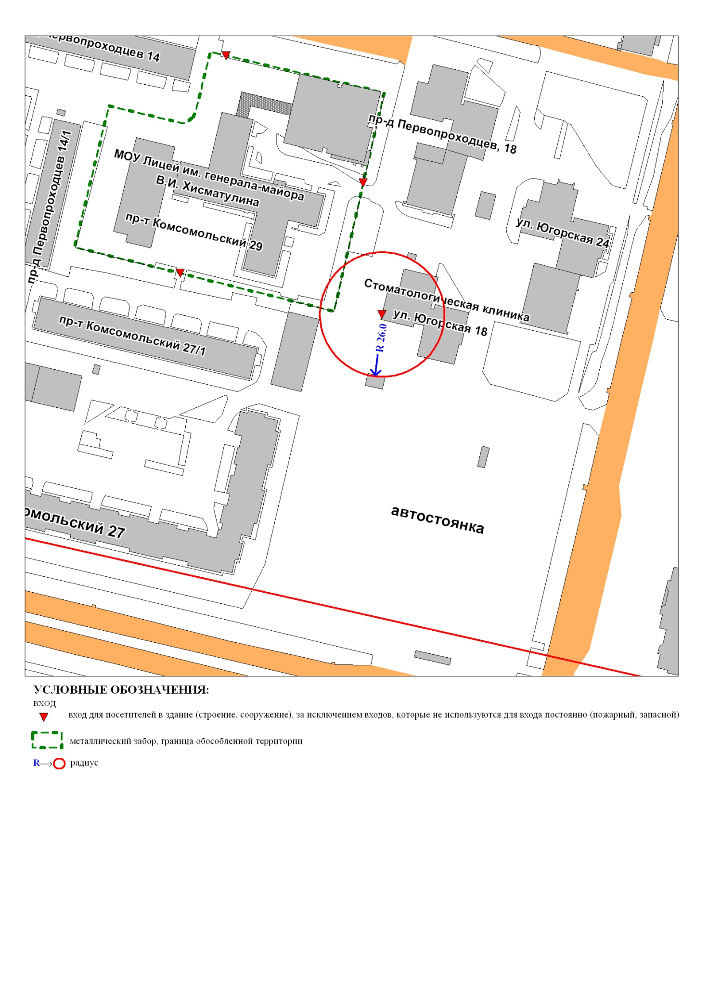 Первопроходцев 14
пр-д Первопроходцев, 18
пр-д Первопроходцев 14/1
МОУ Лицей им. генерала-майора
В.И. Хисматулина
пр-т Комсомольский 29
ул. Югорская 24
Стоматологическая клиника
ул. Югорская 18
R 26.0
пр-т Комсомольский 27/1
автостоянка
омольский 27
УСЛОВНЫЕ ОБОЗНАЧЕНИЯ:
ВХОД
вход для посетителей в здание (строение, сооружение), за исключением входов, которые не используются для входа постоянно (пожарный, запасной)
металлический забор, граница обособленной территории
R радиус